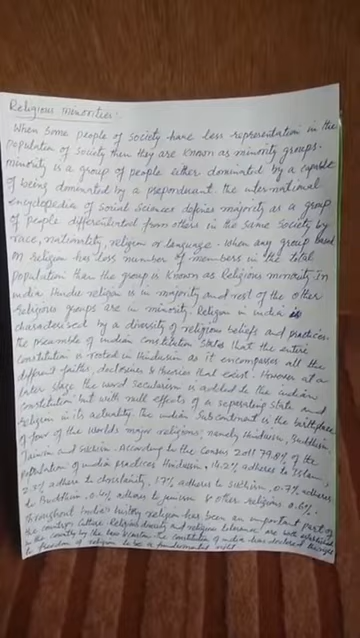 Religious Minorities:
When some people of society have less representation in the
population of society then they are known as minority groups.
minority is a group of people either dominated by a capable
of being dominated by a preponduant. the international
encyclopedia of social sciences defines majority as a group
of people differentiated from others in the same society by
race, nationality, religion or language. When any group based
on religion has less number of members in the total
population then the group is known as Religious minority. In
india Hindu religion is in majority and rest of the other
religious groups are in minority. Religion in india is
characterised by a diversity of religious beliefs and practices.
the preamble of indian constitution states that the entire
constitution is rooted in Hinduism as it encompasses all the
different faiths, doctrines & theories that exist. However at a
later stage the word secularism is added to the indian
constitution but with null effects of a separating state and
religion in its actuality. the indian Subcontinent is the birthplace
of four of the worlds major religions; namely Hinduism, Buddhism,
Jainism and Sikhism. According to the Census 2011 79.8% of the
population of india practices Hinduism. 14.2% adheres to Islam,
2.3% adhere to christianity, 1.7% adheres to Sikhism, 0.7% adheres
to Buddhism, 0.4% adhere to jainism & other religions 0.6%.
Throughout India's history religion has been an important part of
the country's culture. Religious diversity and religious tolerance are both established
in the country by the law & custom. the constitution of india has declared the right
to freedom of religion to be a fundamental right